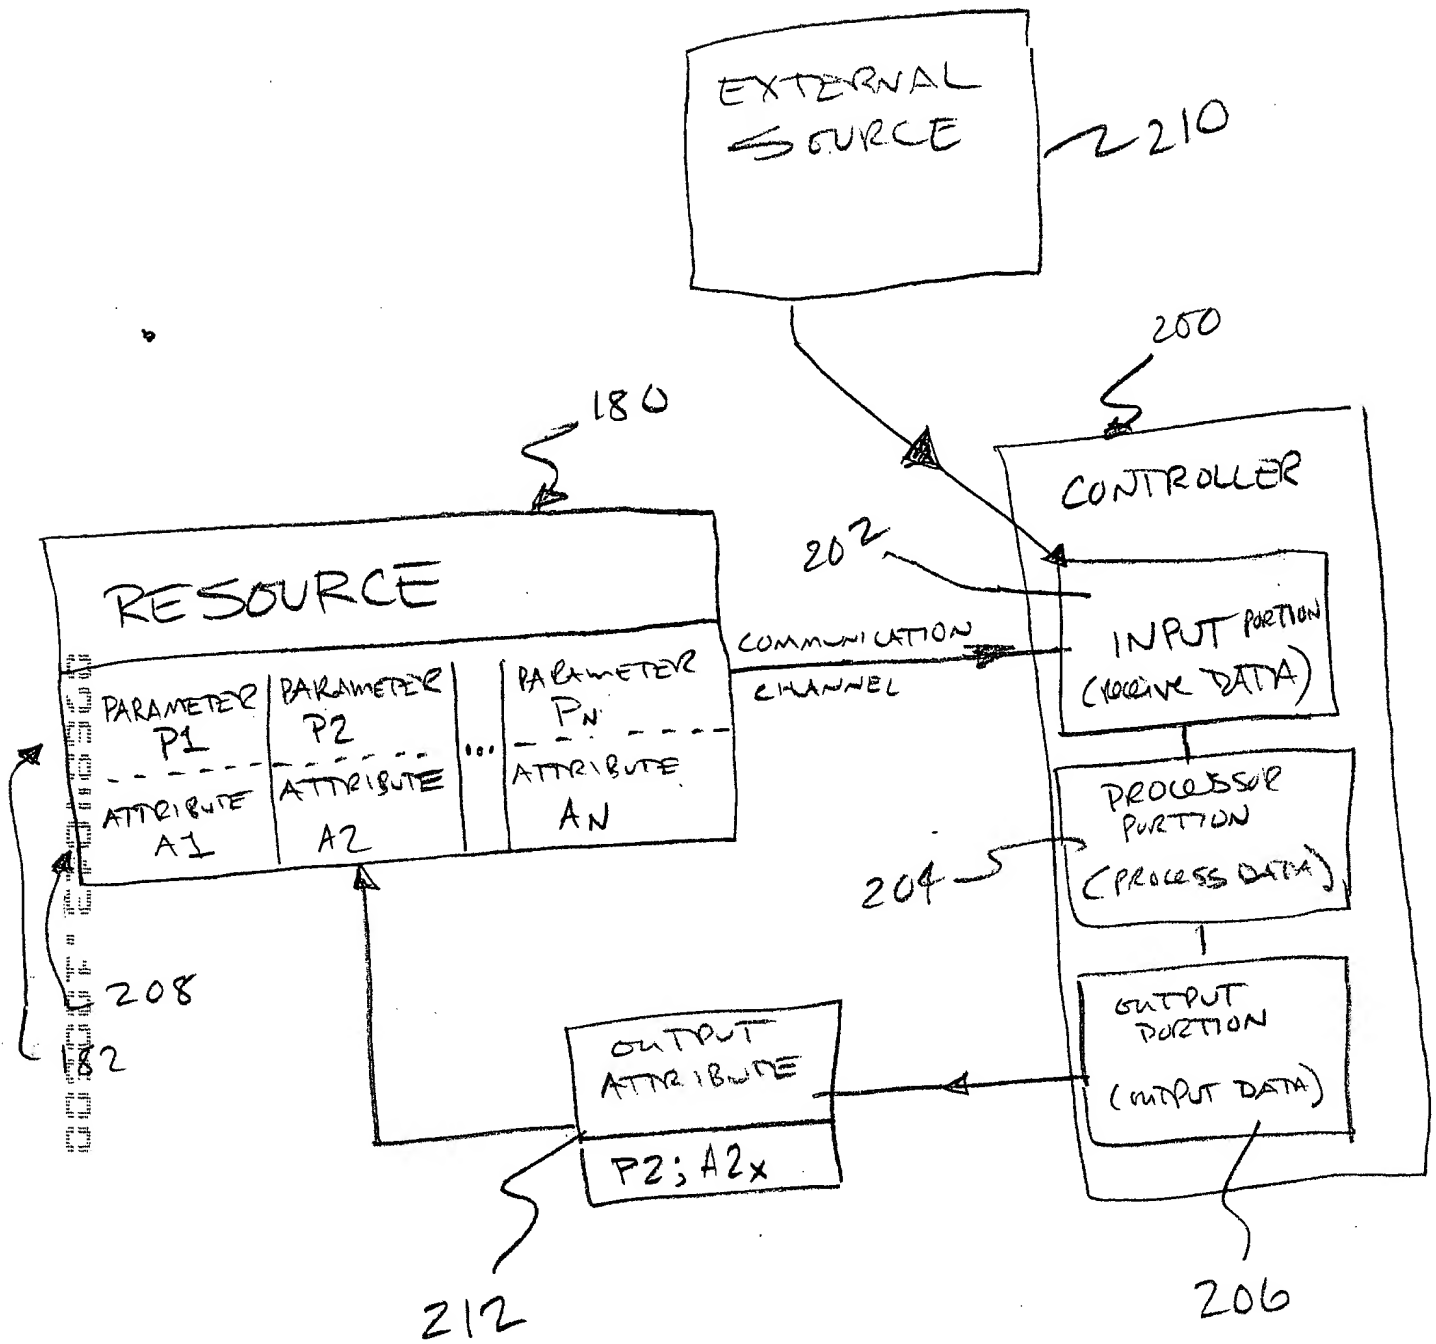 EXTERNAL
SOURCE
210
200
180
CONTROLLER
202
RESOURCE
INPUT PORTION
(receive DATA)
COMMUNICATION
CHANNEL
PARAMETER
P1
PARAMETER
P2
...
PARAMETER
PN
ATTRIBUTE
A1
ATTRIBUTE
A2
ATTRIBUTE
AN
PROCESSOR
PORTION
(PROCESS DATA)
204
208
182
OUTPUT
PORTION
(OUTPUT DATA)
OUTPUT
ATTRIBUTE
P2; A2x
212
206